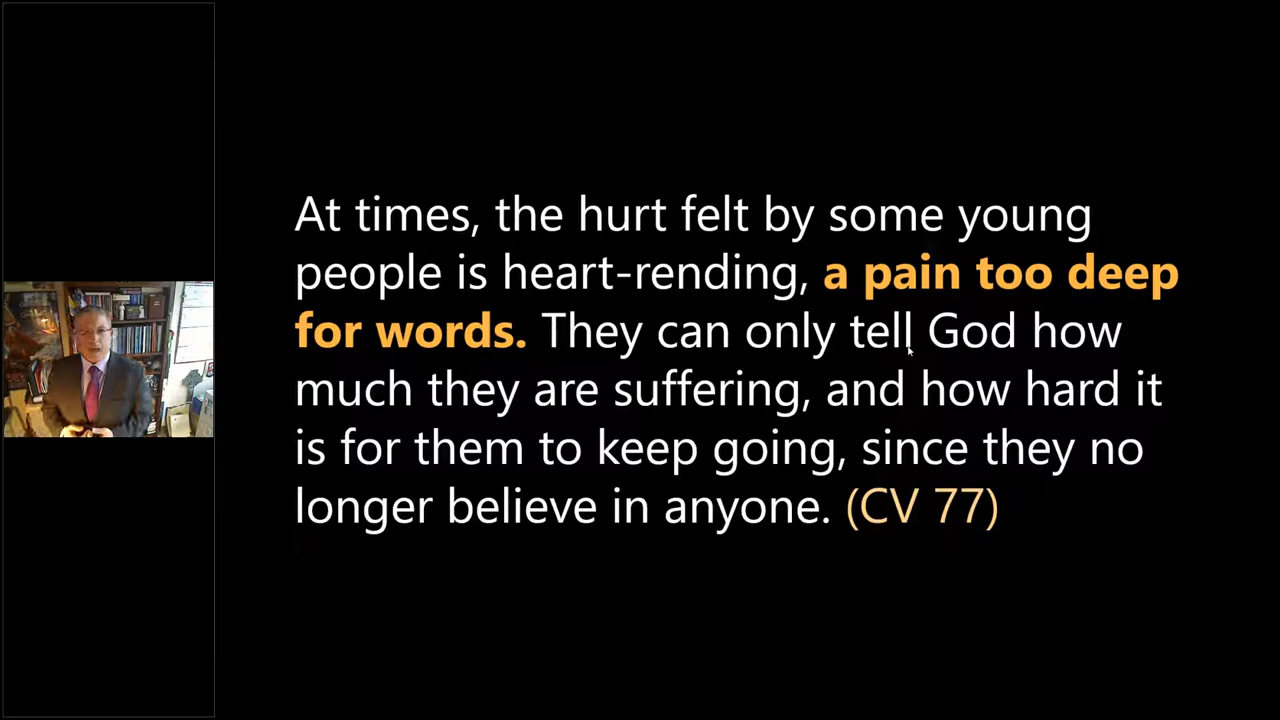 At times, the hurt felt by some young
people is heart-rending, a pain too deep
for words. They can only tell God how
much they are suffering, and how hard it
is for them to keep going, since they no
longer believe in anyone. (CV 77)